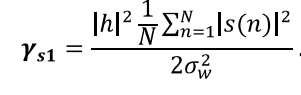 γ_{s1} = \frac{|h|^2 \frac{1}{N} \sum_{n=1}^{N} |s(n)|^2}{2σ_w^2}.